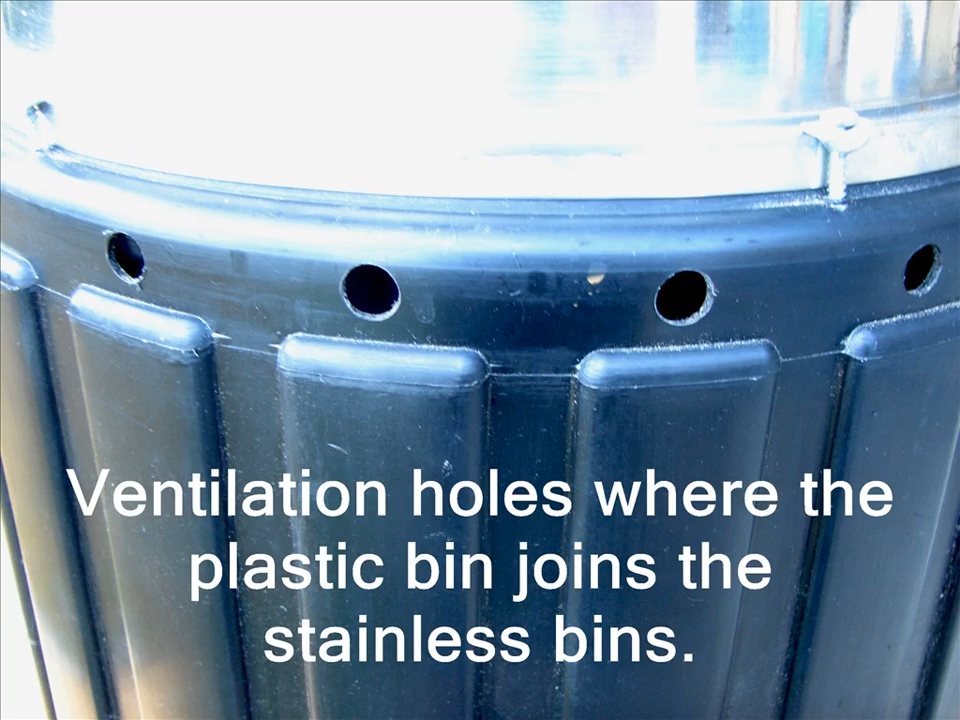 Ventilation holes where the
plastic bin joins the
stainless bins.